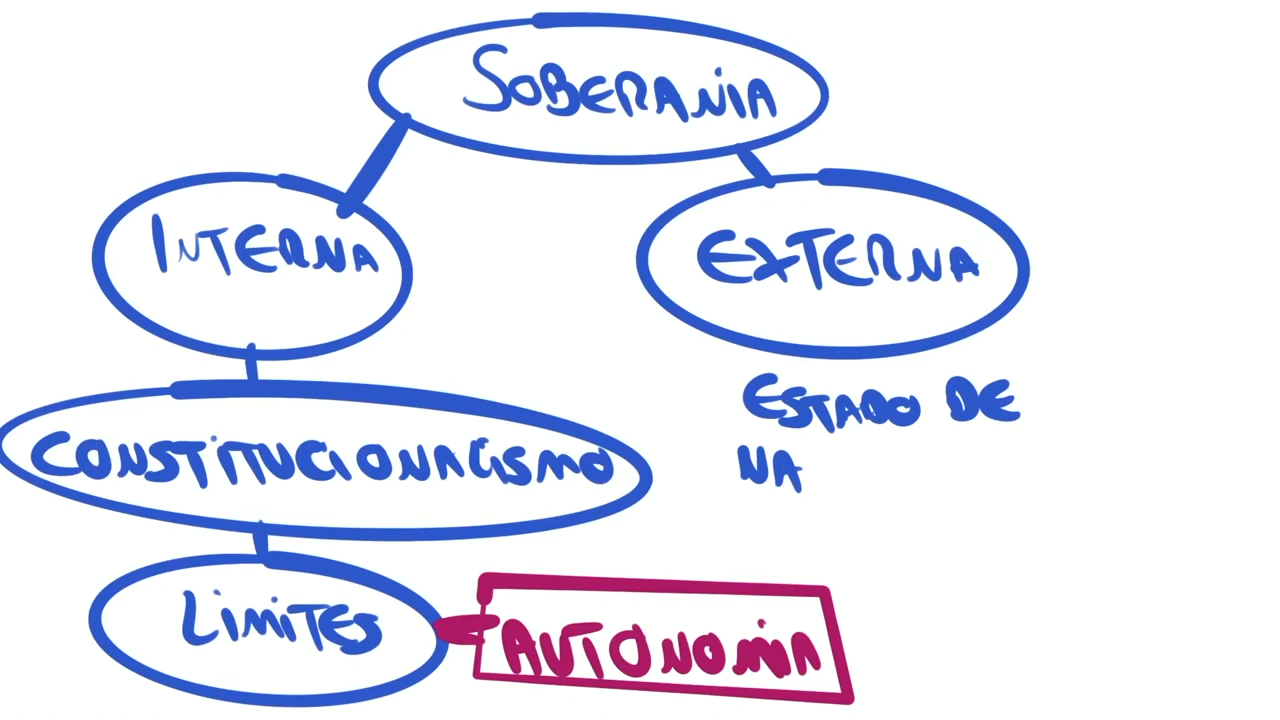 SOBERANIA
INTERNA
EXTERNA
CONSTITUCIONALISMO
ESTADO DE
NA
LIMITES
AUTONOMIA